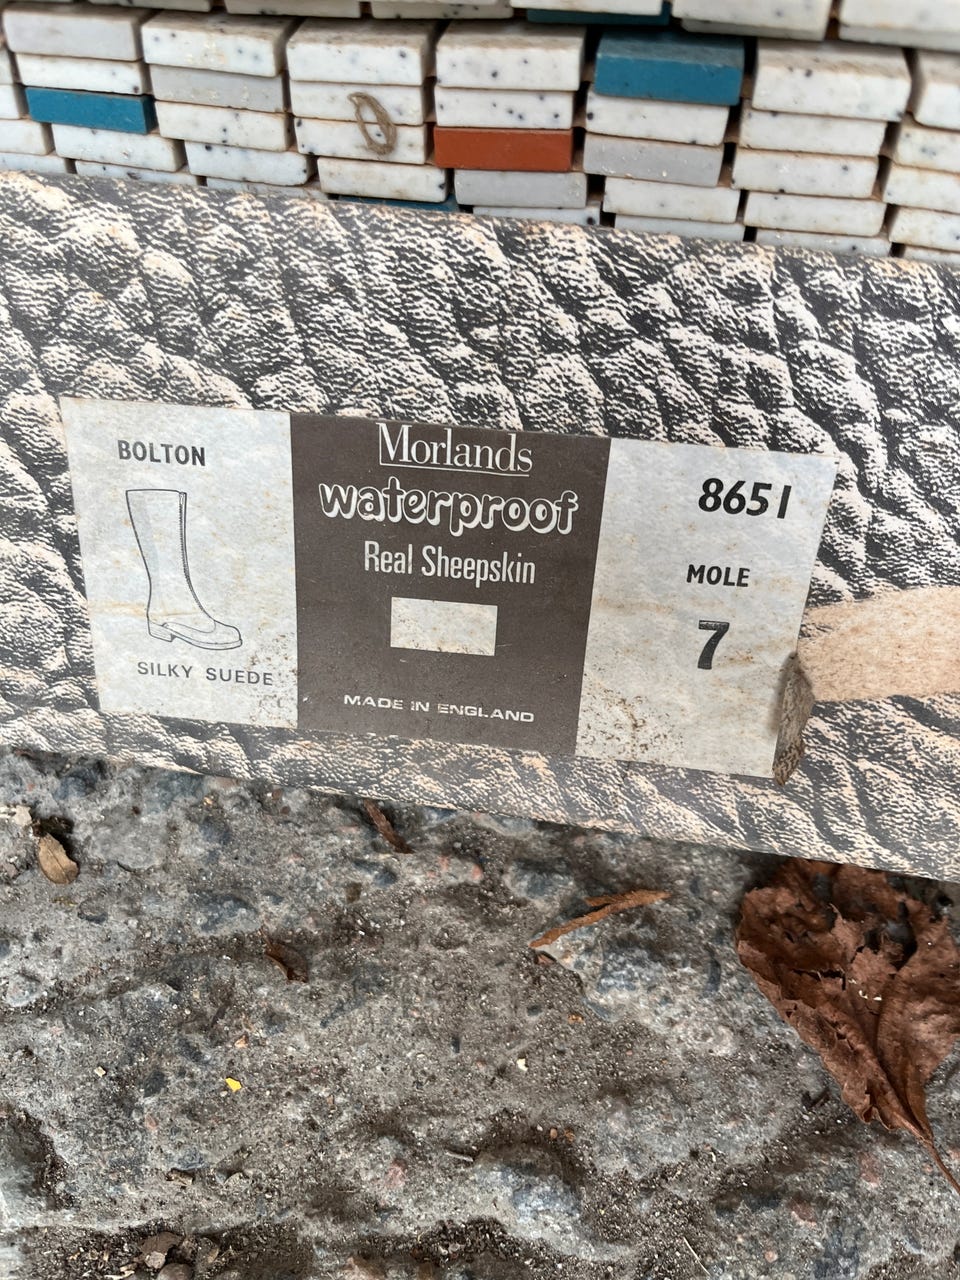 BOLTON
SILKY SUEDE
Morlands
waterproof
Real Sheepskin
MADE IN ENGLAND
8651
MOLE
7